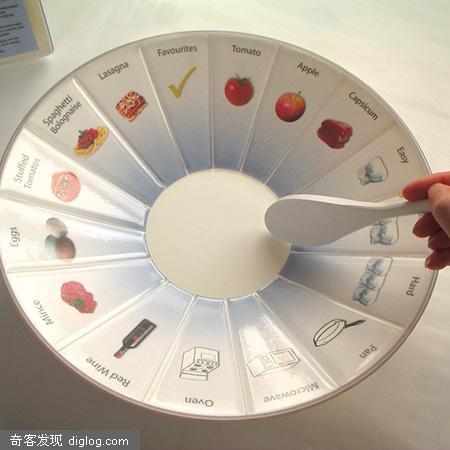 Favourites
Tomato
Apple
Capsicum
Easy
Hard
Pan
Microwave
Oven
Red Wine
Mince
Eggs
Stuffed
Tomatos
Spaghetti
Bolognaise
Lasagna
奇客发现 diglog.com